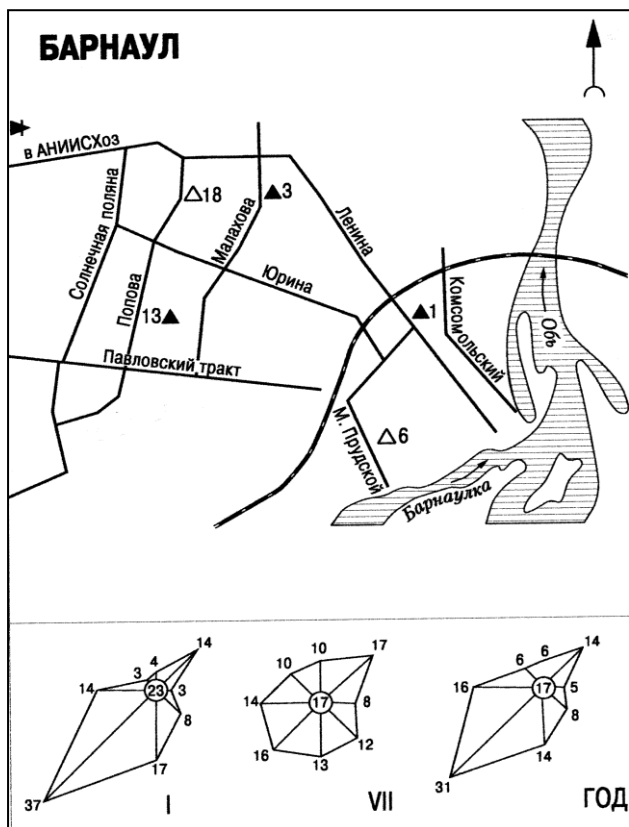 БАРНАУЛ
в АНИИСХоз
Солнечная поляна
18
Малахова
3
Ленина
Юрина
Попова
13
1
Комсомольский
Обь
Павловский тракт
М. Прудской
6
Барнаулка
14
4
3
14
23
3
8
17
37
I
17
10
10
14
17
8
16
12
13
VII
14
6
6
16
17
5
8
14
31
ГОД